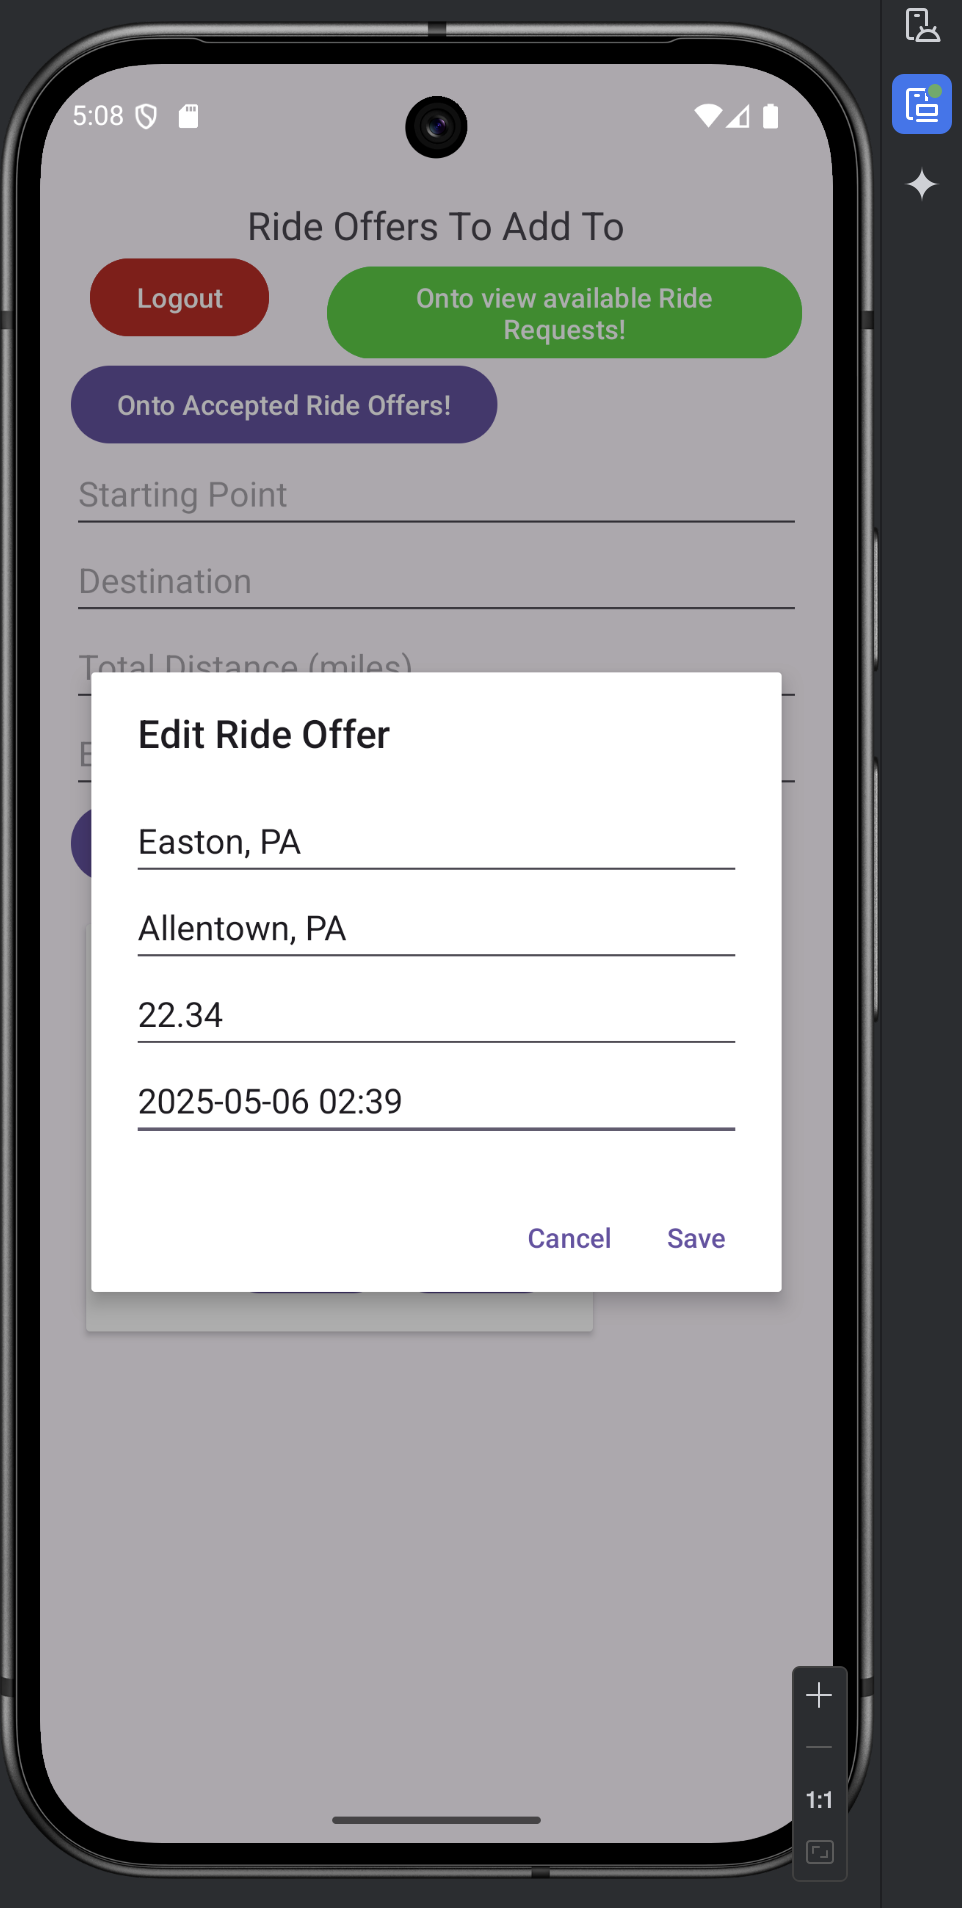 5:08
Ride Offers To Add To
Logout
Onto view available Ride
Requests!
Onto Accepted Ride Offers!
Starting Point
Destination
Total Distance (miles)
Edit Ride Offer
Easton, PA
Allentown, PA
22.34
2025-05-06 02:39
Cancel Save
1:1